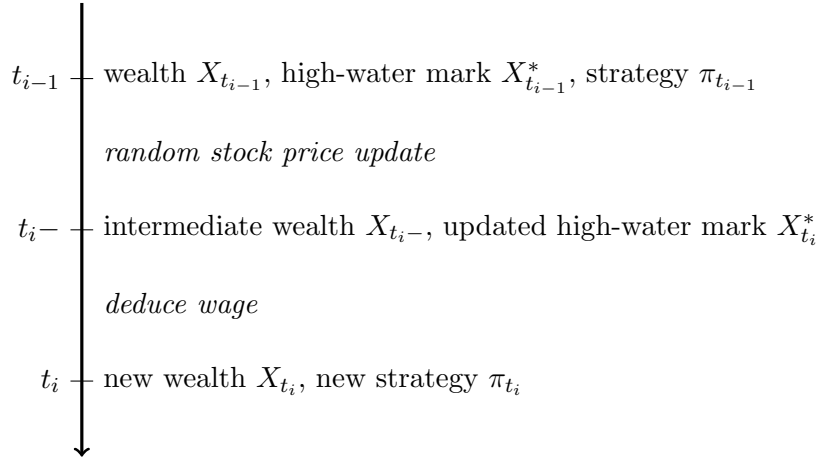 t_{i−1} wealth X_{t_{i−1}}, high-water mark X^*_{t_{i−1}}, strategy π_{t_{i−1}}
random stock price update
t_i− intermediate wealth X_{t_i−}, updated high-water mark X^*_{t_i}
deduce wage
t_i new wealth X_{t_i}, new strategy π_{t_i}